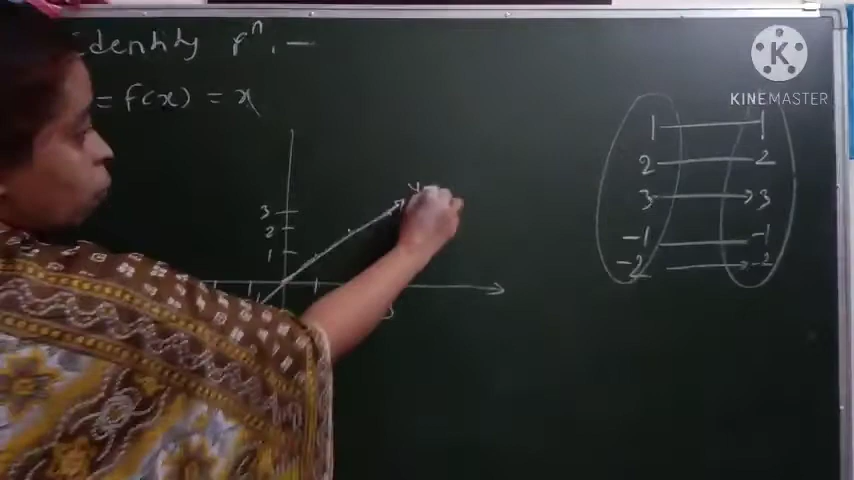 Identity fⁿ. —
= f(x) = x
K
KINEMASTER
1 1
2 2
3 3
-1 -1
-2 -2
3
2
1